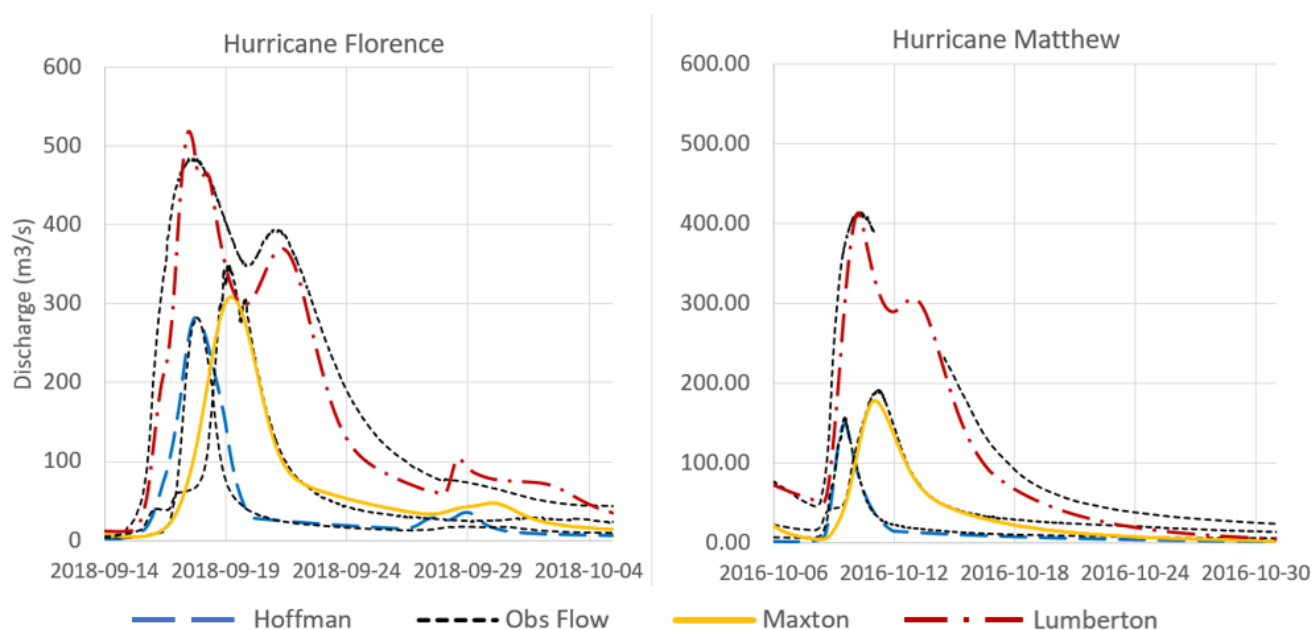 Hurricane Florence
600
500
400
300
200
100
0
Discharge (m3/s)
2018-09-14 2018-09-19 2018-09-24 2018-09-29 2018-10-04
Hurricane Matthew
600.00
500.00
400.00
300.00
200.00
100.00
0.00
2016-10-06 2016-10-12 2016-10-18 2016-10-24 2016-10-30
Hoffman Obs Flow Maxton Lumberton